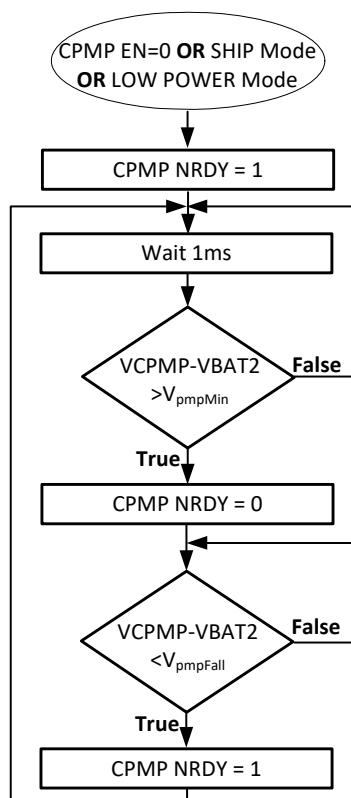 CPMP EN=0 OR SHIP Mode
OR LOW POWER Mode
CPMP NRDY = 1
Wait 1ms
VCPMP-VBAT2
>VpmpMin
False
True
CPMP NRDY = 0
VCPMP-VBAT2
<VpmpFall
False
True
CPMP NRDY = 1